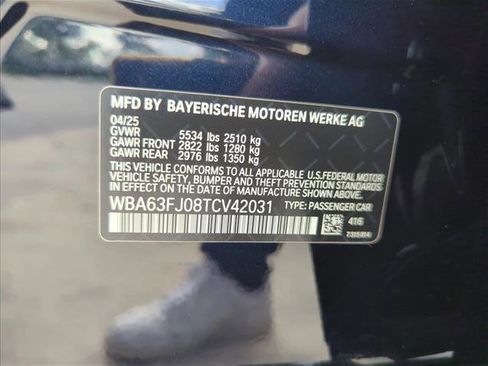 MFD BY BAYERISCHE MOTOREN WERKE AG
04/25
GVWR 5534 lbs 2510 kg
GAWR FRONT 2822 lbs 1280 kg
GAWR REAR 2976 lbs 1350 kg
THIS VEHICLE CONFORMS TO ALL APPLICABLE U.S.FEDERAL MOTOR
VEHICLE SAFETY, BUMPER, AND THEFT PREVENTION STANDARDS
IN EFFECT ON THE DATE OF MANUFACTURE SHOWN ABOVE.
WBA63FJ08TCV42031 TYPE: PASSENGER CAR
416